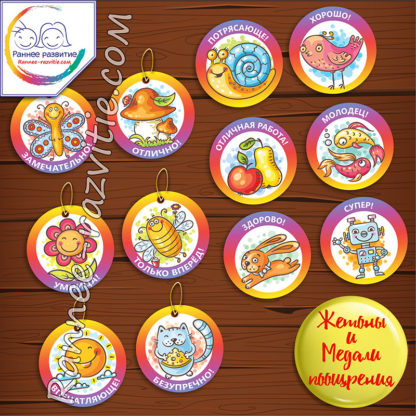 Раннее развитие
Rannee-razvitie.com
ПОТРЯСАЮЩЕ!
ХОРОШО!
ЗАМЕЧАТЕЛЬНО!
ОТЛИЧНО!
ОТЛИЧНАЯ РАБОТА!
МОЛОДЕЦ!
УМНИЦА!
ТОЛЬКО ВПЕРЁД!
ЗДОРОВО!
СУПЕР!
ВПЕЧАТЛЯЮЩЕ!
БЕЗУПРЕЧНО!
Жетоны
и
Медали
поощрения
Rannee-razvitie.com